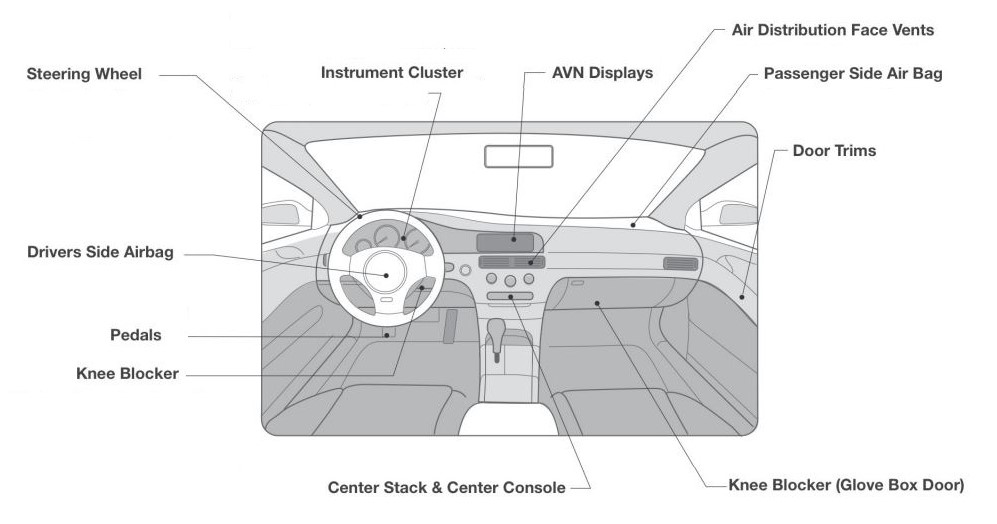 Air Distribution Face Vents
Steering Wheel
Instrument Cluster
AVN Displays
Passenger Side Air Bag
Door Trims
Drivers Side Airbag
Pedals
Knee Blocker
Center Stack & Center Console
Knee Blocker (Glove Box Door)